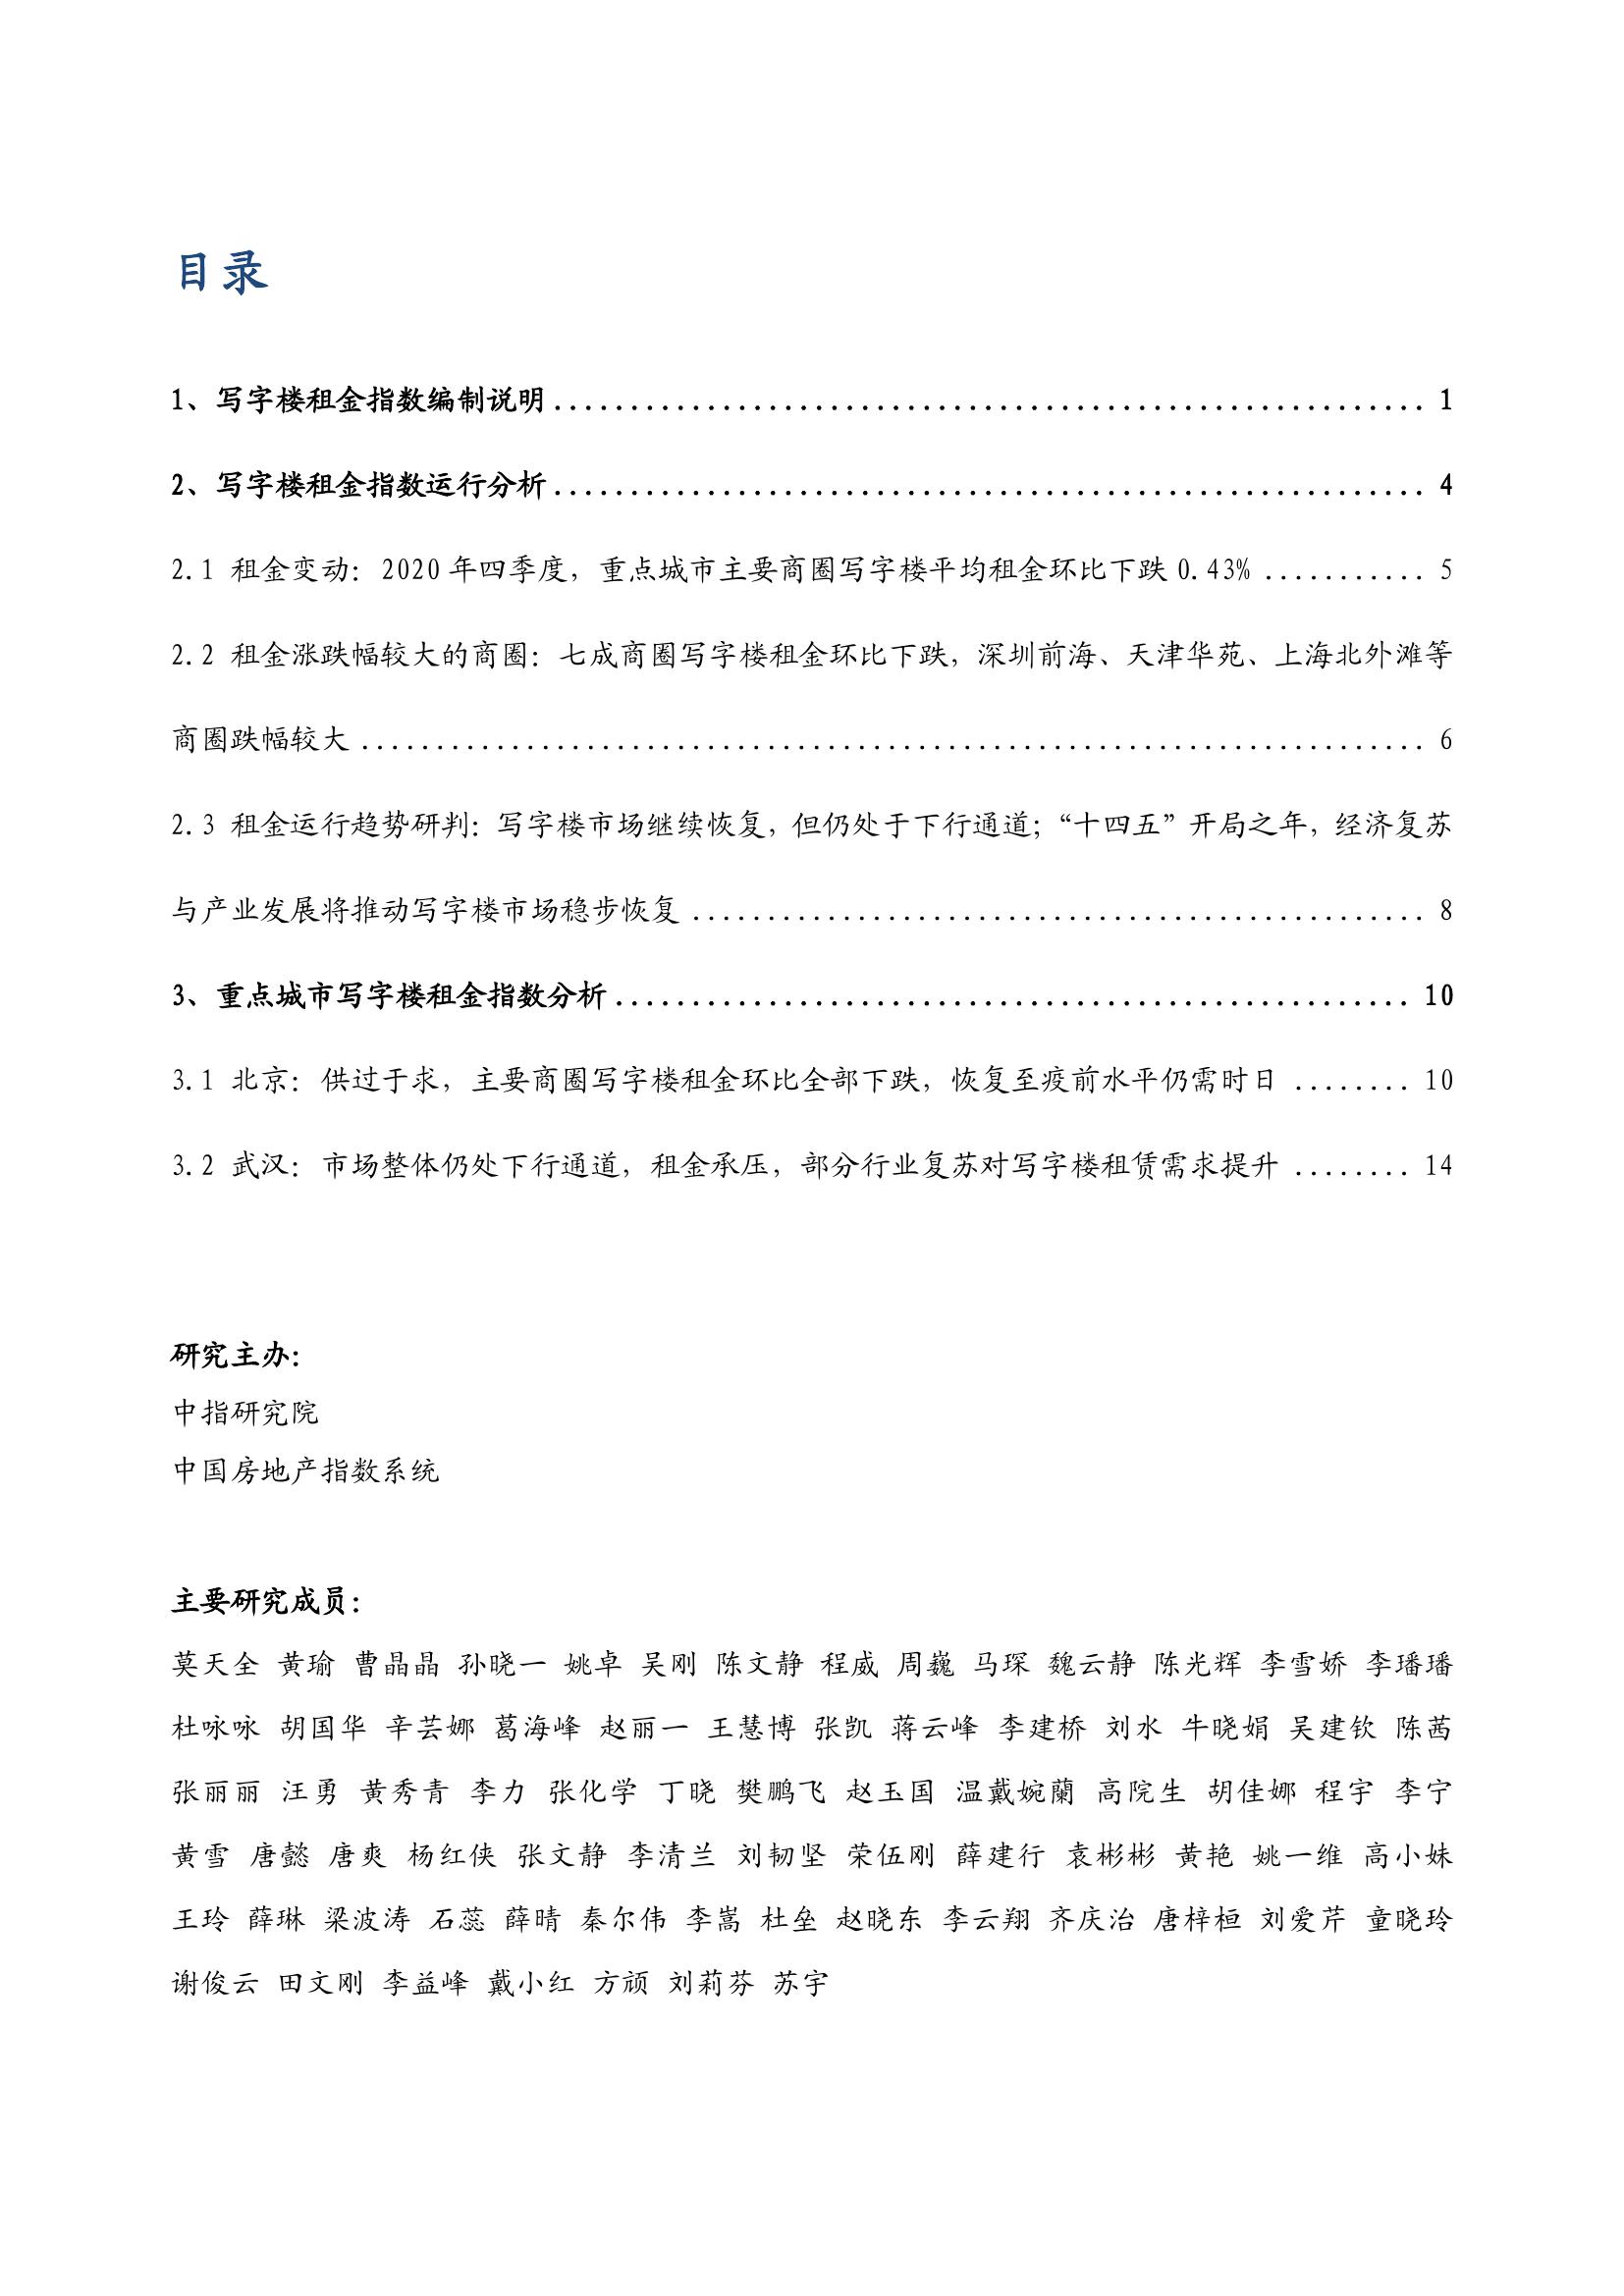 目录
1、写字楼租金指数编制说明........................................................ 1
2、写字楼租金指数运行分析........................................................ 4
2.1 租金变动：2020年四季度，重点城市主要商圈写字楼平均租金环比下跌0.43% ........... 5
2.2 租金涨跌幅较大的商圈：七成商圈写字楼租金环比下跌，深圳前海、天津华苑、上海北外滩等
商圈跌幅较大 ..................................................................... 6
2.3 租金运行趋势研判：写字楼市场继续恢复，但仍处于下行通道；“十四五”开局之年，经济复苏
与产业发展将推动写字楼市场稳步恢复 ................................................ 8
3、重点城市写字楼租金指数分析................................................... 10
3.1 北京：供过于求，主要商圈写字楼租金环比全部下跌，恢复至疫前水平仍需时日 ........ 10
3.2 武汉：市场整体仍处下行通道，租金承压，部分行业复苏对写字楼租赁需求提升 ........ 14
研究主办：
中指研究院
中国房地产指数系统
主要研究成员：
莫天全 黄瑜 曹晶晶 孙晓一 姚卓 吴刚 陈文静 程威 周巍 马琛 魏云静 陈光辉 李雪娇 李璠璠
杜咏咏 胡国华 辛芸娜 葛海峰 赵丽一 王慧博 张凯 蒋云峰 李建桥 刘水 牛晓娟 吴建钦 陈茜
张丽丽 汪勇 黄秀青 李力 张化学 丁晓 樊鹏飞 赵玉国 温戴婉蘭 高院生 胡佳娜 程宇 李宁
黄雪 唐懿 唐爽 杨红侠 张文静 李清兰 刘韧坚 荣伍刚 薛建行 袁彬彬 黄艳 姚一维 高小妹
王玲 薛琳 梁波涛 石蕊 薛晴 秦尔伟 李嵩 杜垒 赵晓东 李云翔 齐庆治 唐梓桓 刘爱芹 童晓玲
谢俊云 田文刚 李益峰 戴小红 方顽 刘莉芬 苏宇